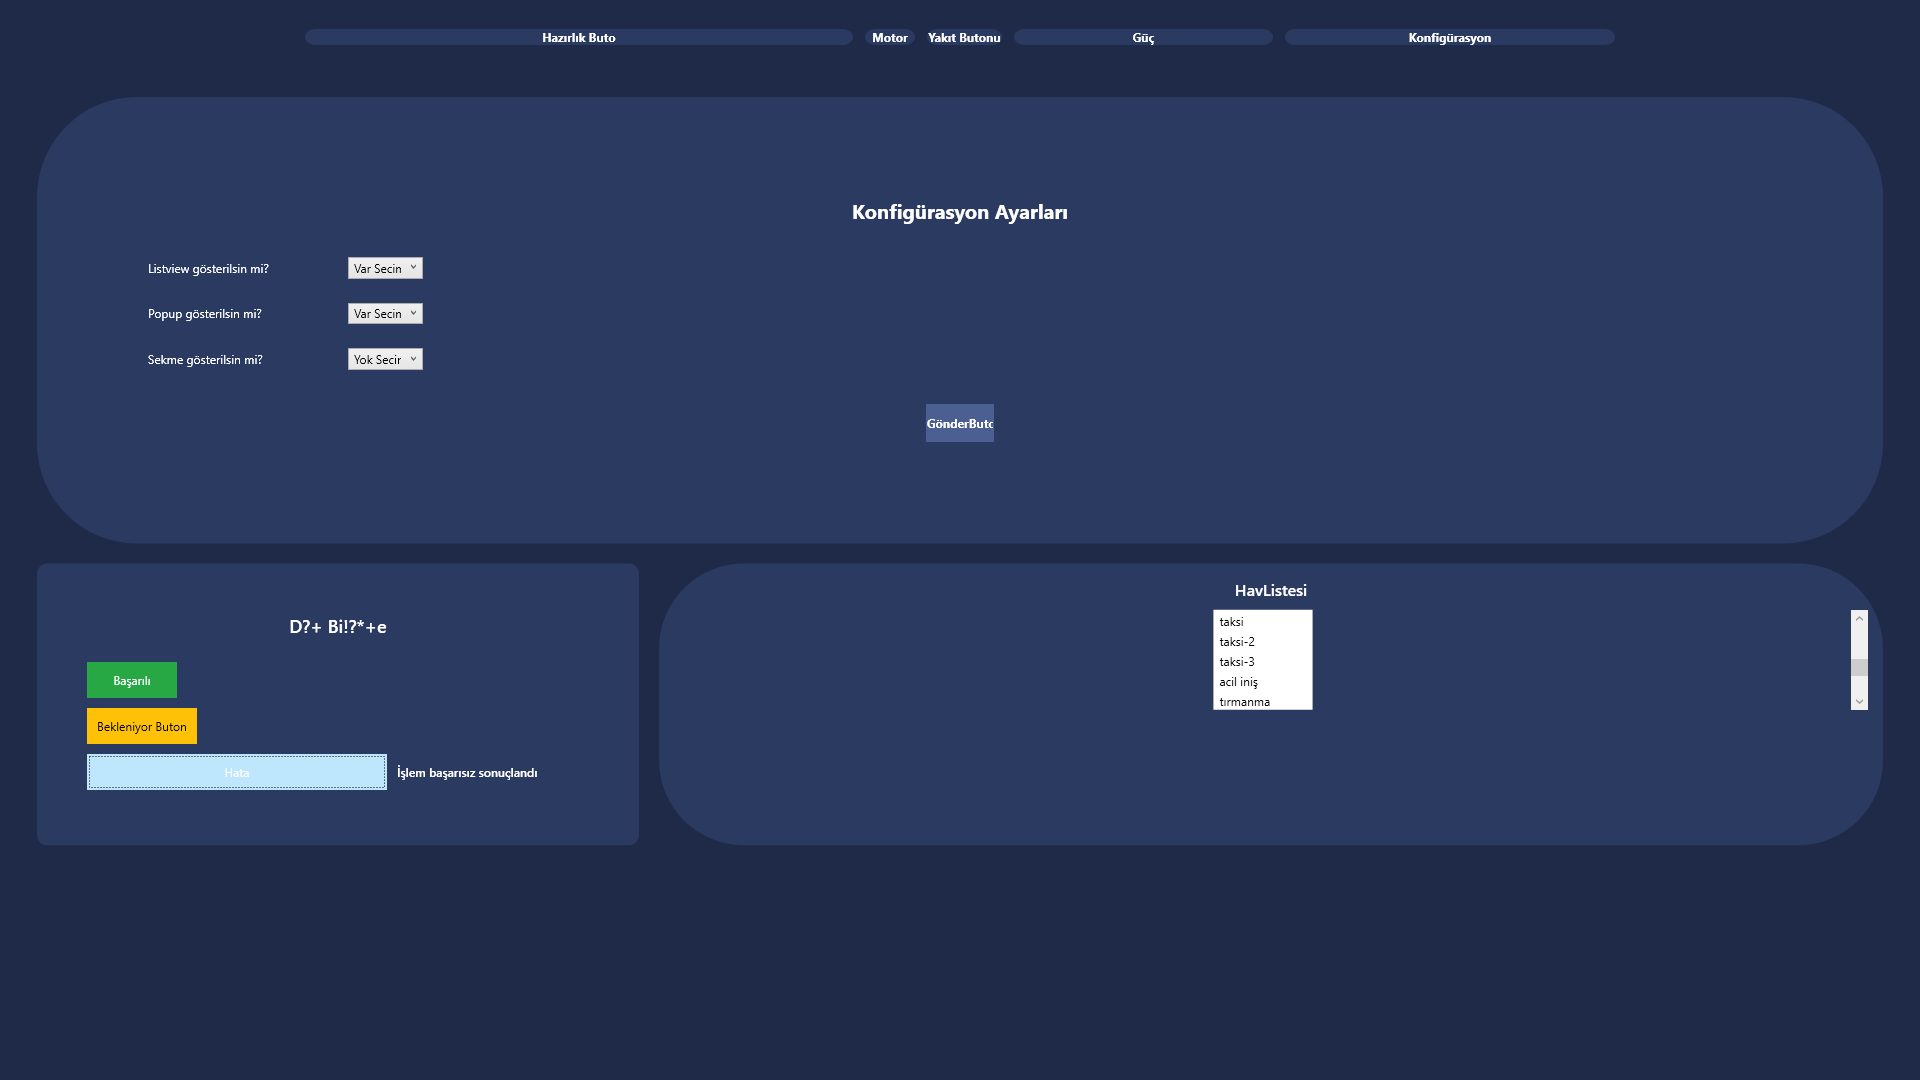 Hazırlık Buto
Motor
Yakıt Butonu
Güç
Konfigürasyon
Konfigürasyon Ayarları
Listview gösterilsin mi?
Var Secin
Popup gösterilsin mi?
Var Secin
Sekme gösterilsin mi?
Yok Secir
GönderButc
D?+ Bi!?*+e
Başarılı
Bekleniyor Buton
Hata
İşlem başarısız sonuçlandı
HavListesi
taksi
taksi-2
taksi-3
acil iniş
tırmanma